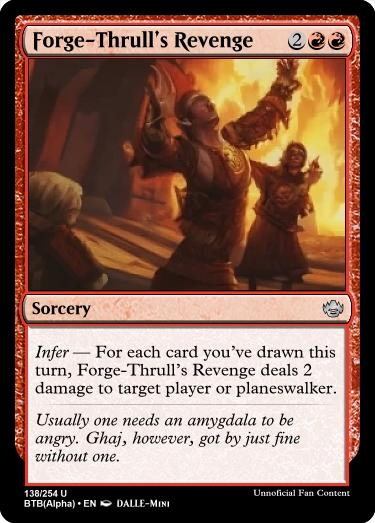 Forge-Thrull's Revenge 2
Sorcery
Infer — For each card you've drawn this
turn, Forge-Thrull's Revenge deals 2
damage to target player or planeswalker.
Usually one needs an amygdala to be
angry. Ghaj, however, got by just fine
without one.
138/254 U
Unofficial Fan Content
BTB(Alpha) • EN DALLE-Mini